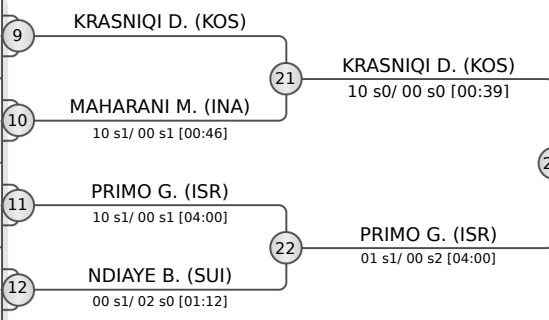 9
KRASNIQI D. (KOS)
21
KRASNIQI D. (KOS)
10 s0/ 00 s0 [00:39]
10
MAHARANI M. (INA)
10 s1/ 00 s1 [00:46]
11
PRIMO G. (ISR)
10 s1/ 00 s1 [04:00]
22
PRIMO G. (ISR)
01 s1/ 00 s2 [04:00]
12
NDIAYE B. (SUI)
00 s1/ 02 s0 [01:12]